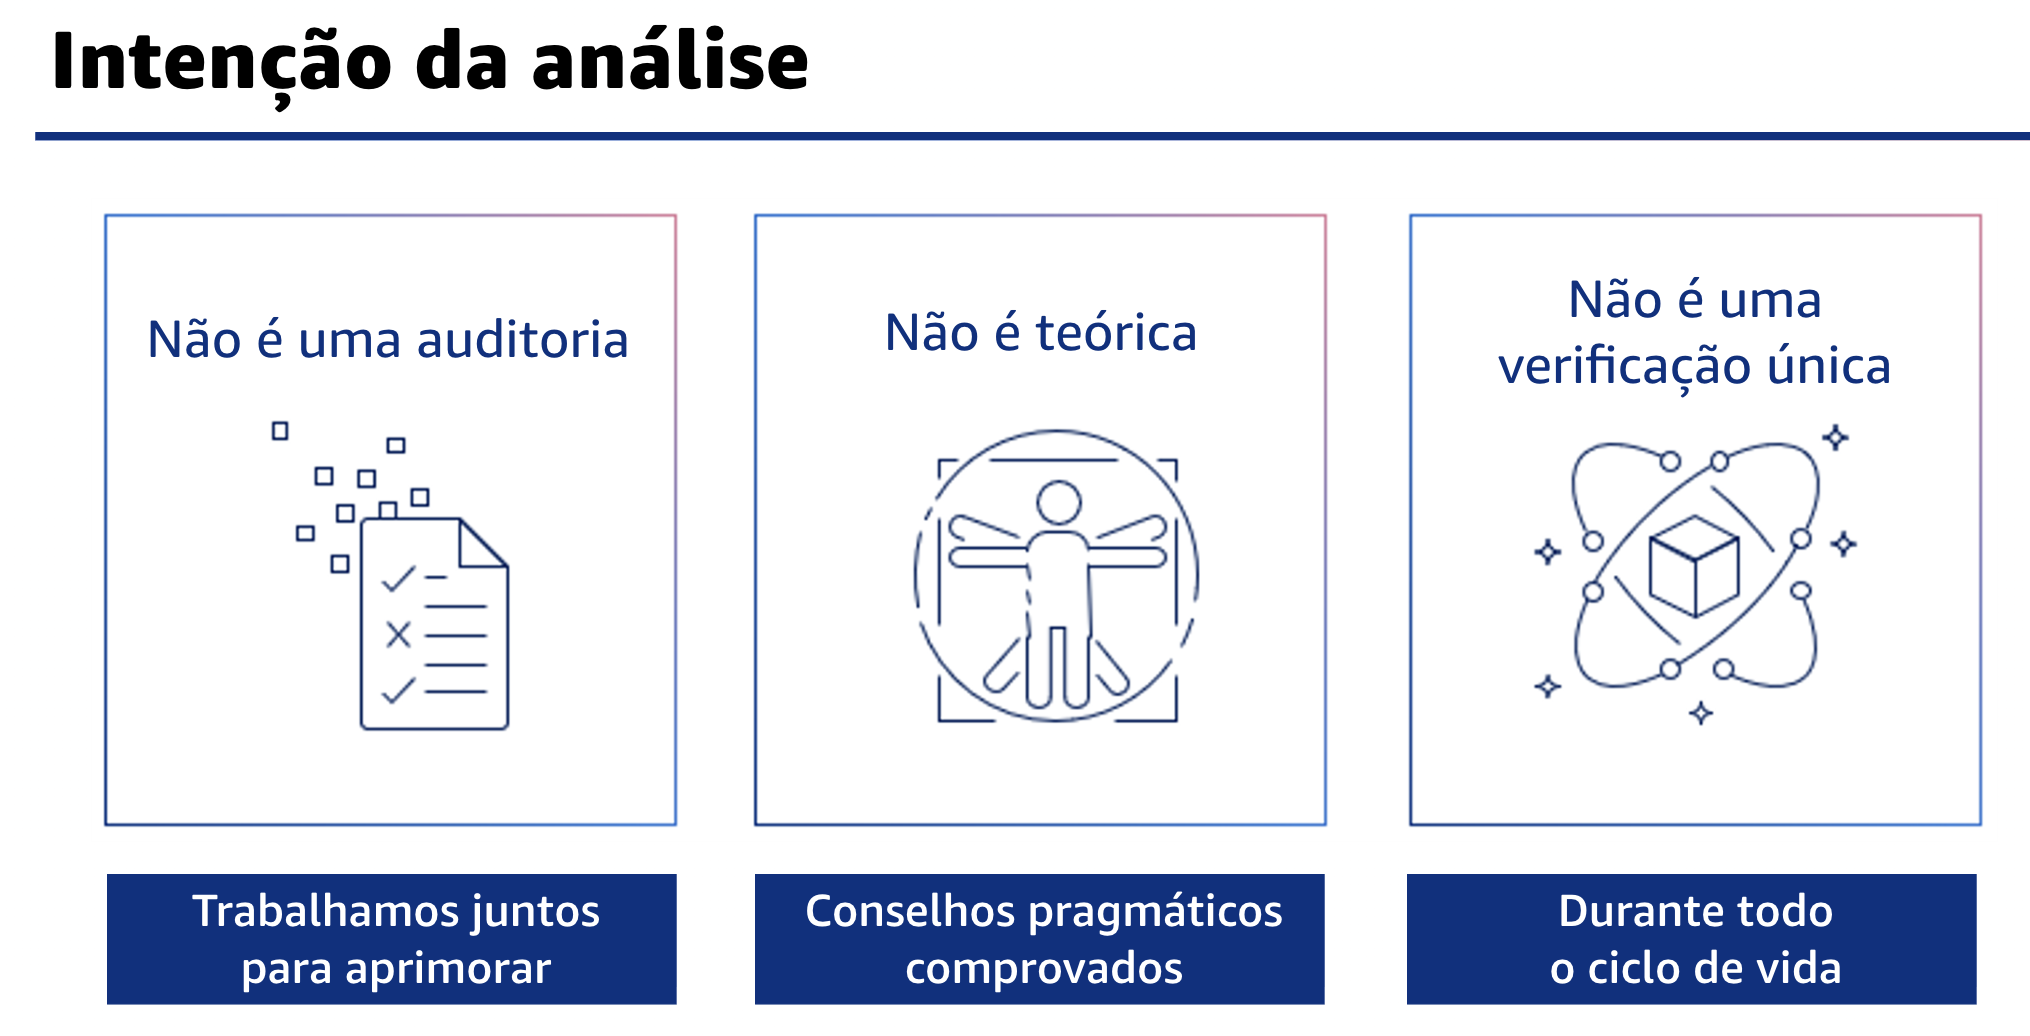 Intenção da análise
Não é uma auditoria
Trabalhamos juntos
para aprimorar
Não é teórica
Conselhos pragmáticos
comprovados
Não é uma
verificação única
Durante todo
o ciclo de vida